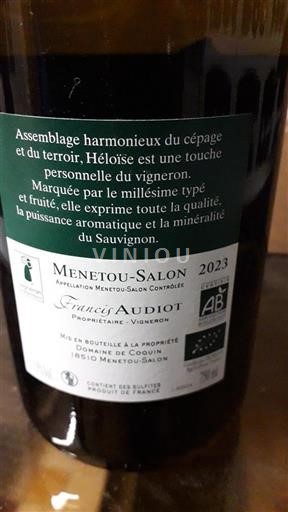 Assemblage harmonieux du cépage
et du terroir, Héloïse est une touche
personnelle du vigneron.
Marquée par le millésime typé
et fruité, elle exprime toute la qualité,
la puissance aromatique et la minéralité
du Sauvignon.
VINIOU
MENETOU-SALON 2023
APPELLATION MENETOU-SALON CONTRÔLÉE
Francis AUDIOT
PROPRIÉTAIRE - VIGNERON
CERTIFIÉ
AB
MIS EN BOUTEILLE À LA PROPRIÉTÉ
DOMAINE DE COQUIN
18510 MENETOU-SALON
CONTIENT DES SULFITES
PRODUIT DE FRANCE
750 ml